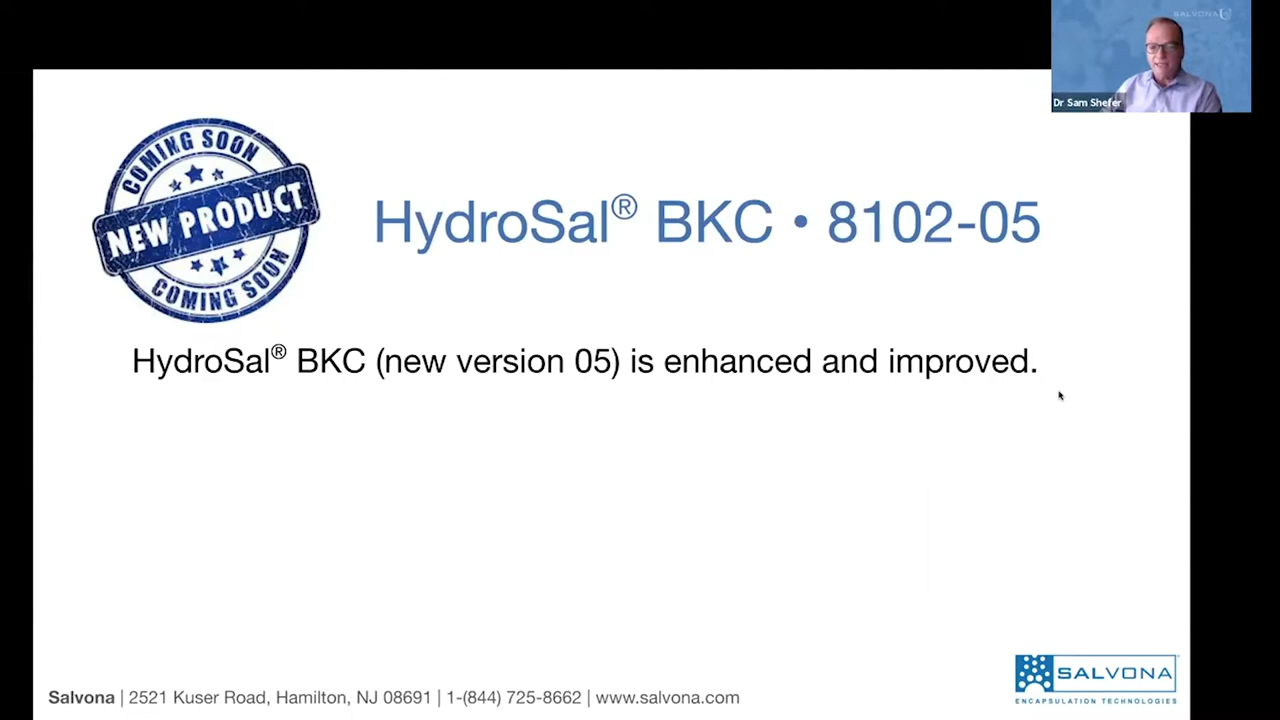 SALVONA U
Dr Sam Shefer
COMING SOON
NEW PRODUCT
COMING SOON
HydroSal® BKC • 8102-05
HydroSal® BKC (new version 05) is enhanced and improved.
SALVONA
ENCAPSULATION TECHNOLOGIES
Salvona | 2521 Kuser Road, Hamilton, NJ 08691 | 1-(844) 725-8662 | www.salvona.com